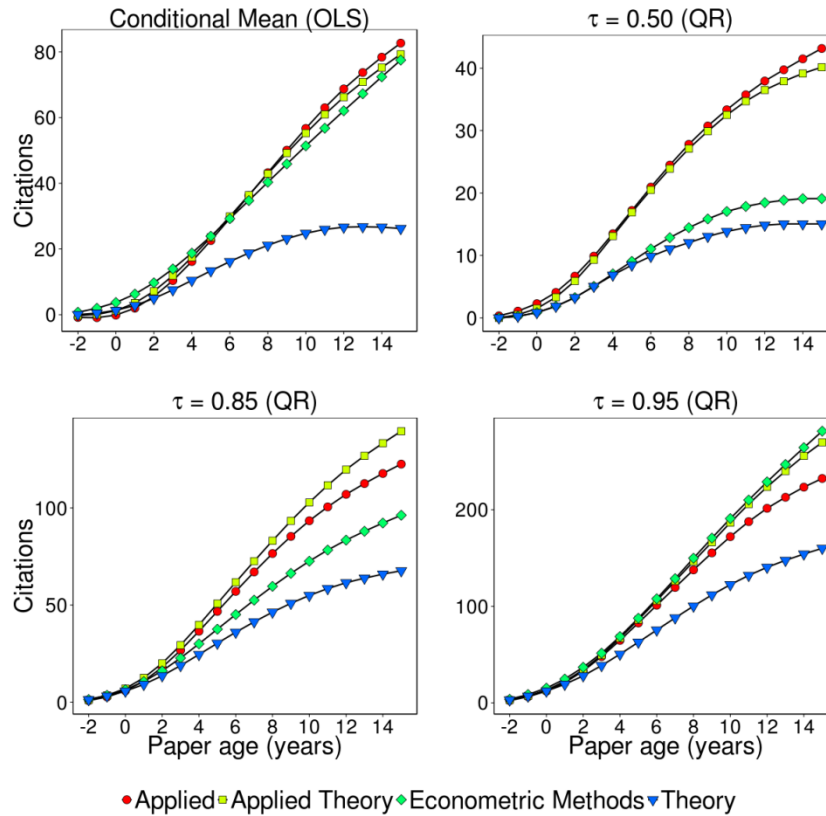 Conditional Mean (OLS)
τ = 0.50 (QR)
80
60
40
20
0
Citations
-2 0 2 4 6 8 10 12 14
40
30
20
10
0
-2 0 2 4 6 8 10 12 14
τ = 0.85 (QR)
τ = 0.95 (QR)
100
50
0
Citations
-2 0 2 4 6 8 10 12 14
Paper age (years)
200
100
0
-2 0 2 4 6 8 10 12 14
Paper age (years)
Applied Applied Theory Econometric Methods Theory